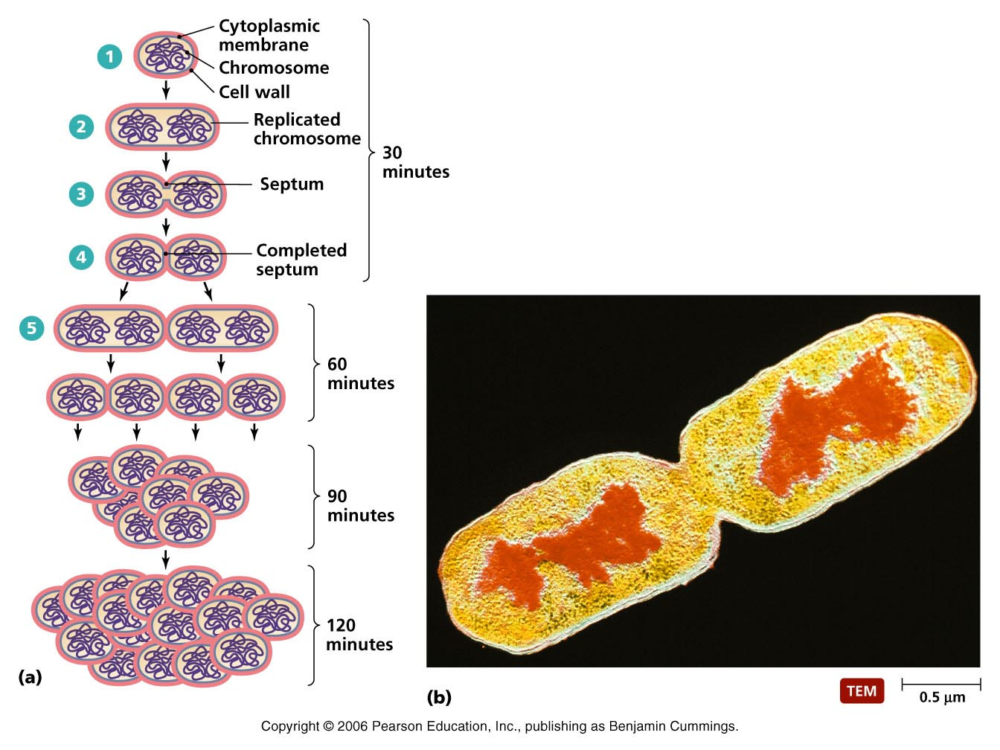 1
Cytoplasmic
membrane
Chromosome
Cell wall
2
Replicated
chromosome
30
minutes
3
Septum
4
Completed
septum
5
60
minutes
90
minutes
120
minutes
(a)
(b)
TEM
0.5 μm
Copyright © 2006 Pearson Education, Inc., publishing as Benjamin Cummings.